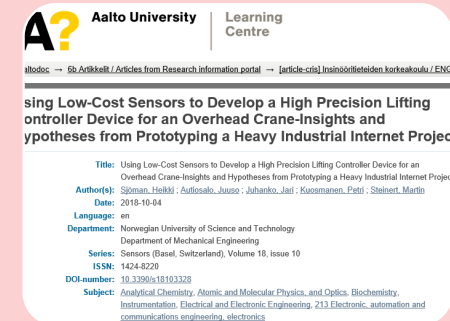 A? Aalto University Learning
Centre
altodoc → 6b Artikkelit / Articles from Research information portal → [article-cris] Insinööritieteiden korkeakoulu / ENG
sing Low-Cost Sensors to Develop a High Precision Lifting
ontroller Device for an Overhead Crane-Insights and
ypotheses from Prototyping a Heavy Industrial Internet Projec
Title: Using Low-Cost Sensors to Develop a High Precision Lifting Controller Device for an
Overhead Crane-Insights and Hypotheses from Prototyping a Heavy Industrial Internet Projec
Author(s): Sjöman, Heikki ; Autiosalo, Juuso ; Juhanko, Jari ; Kuosmanen, Petri ; Steinert, Martin
Date: 2018-10-04
Language: en
Department: Norwegian University of Science and Technology
Department of Mechanical Engineering
Series: Sensors (Basel, Switzerland), Volume 18, issue 10
ISSN: 1424-8220
DOI-number: 10.3390/s18103328
Subject: Analytical Chemistry, Atomic and Molecular Physics, and Optics, Biochemistry,
Instrumentation, Electrical and Electronic Engineering, 213 Electronic, automation and
communications engineering, electronics